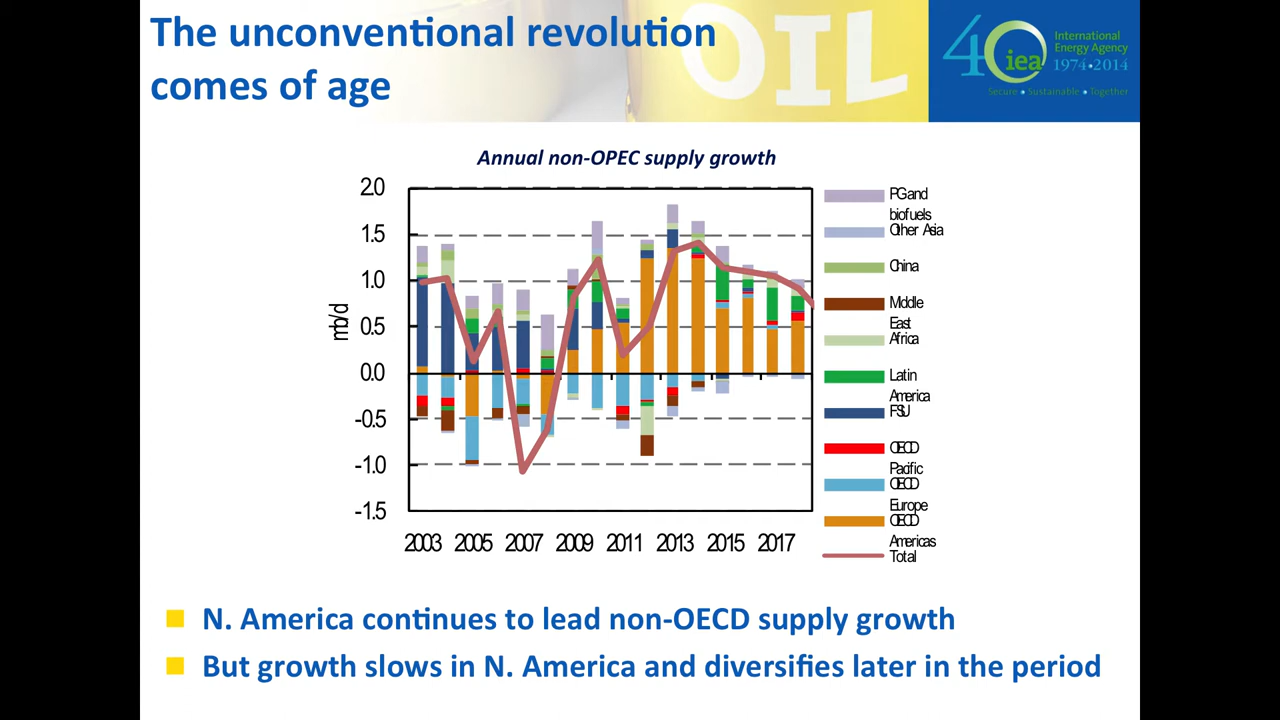 The unconventional revolution
comes of age
OIL
40
iea
International
Energy Agency
1974•2014
Secure • Sustainable • Together
Annual non-OPEC supply growth
2.0
1.5
1.0
0.5
0.0
-0.5
-1.0
-1.5
mb/d
2003 2005 2007 2009 2011 2013 2015 2017
PG and
biofuels
Other Asia
China
Middle
East
Africa
Latin
America
FSU
OECD
Pacific
OECD
Europe
OECD
Americas
Total
N. America continues to lead non-OECD supply growth
But growth slows in N. America and diversifies later in the period